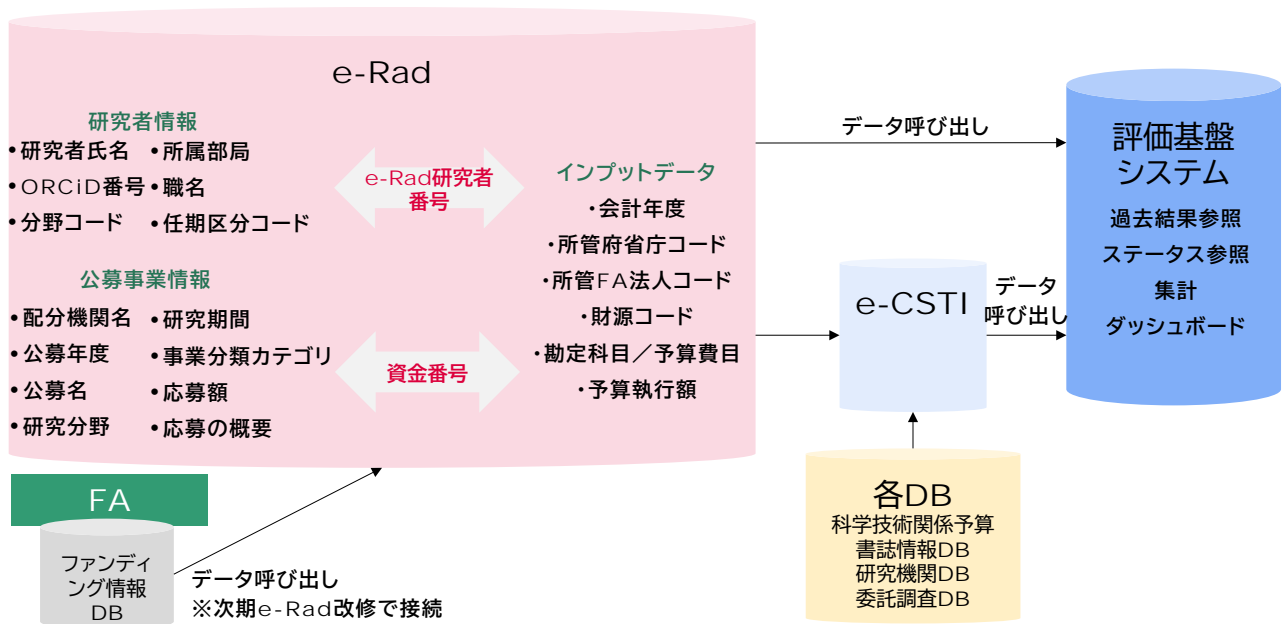 e-Rad
研究者情報
•研究者氏名
•ORCiD番号
•分野コード
•所属部局
•職名
•任期区分コード
e-Rad研究者
番号
公募事業情報
•配分機関名
•公募年度
•公募名
•研究分野
•研究期間
•事業分類カテゴリ
•応募額
•応募の概要
資金番号
インプットデータ
・会計年度
・所管府省庁コード
・所管FA法人コード
・財源コード
・勘定科目／予算費目
・予算執行額
データ呼び出し
e-CSTI
データ
呼び出し
評価基盤
システム
過去結果参照
ステータス参照
集計
ダッシュボード
FA
ファンディ
ング情報
DB
データ呼び出し
※次期e-Rad改修で接続
各DB
科学技術関係予算
書誌情報DB
研究機関DB
委託調査DB